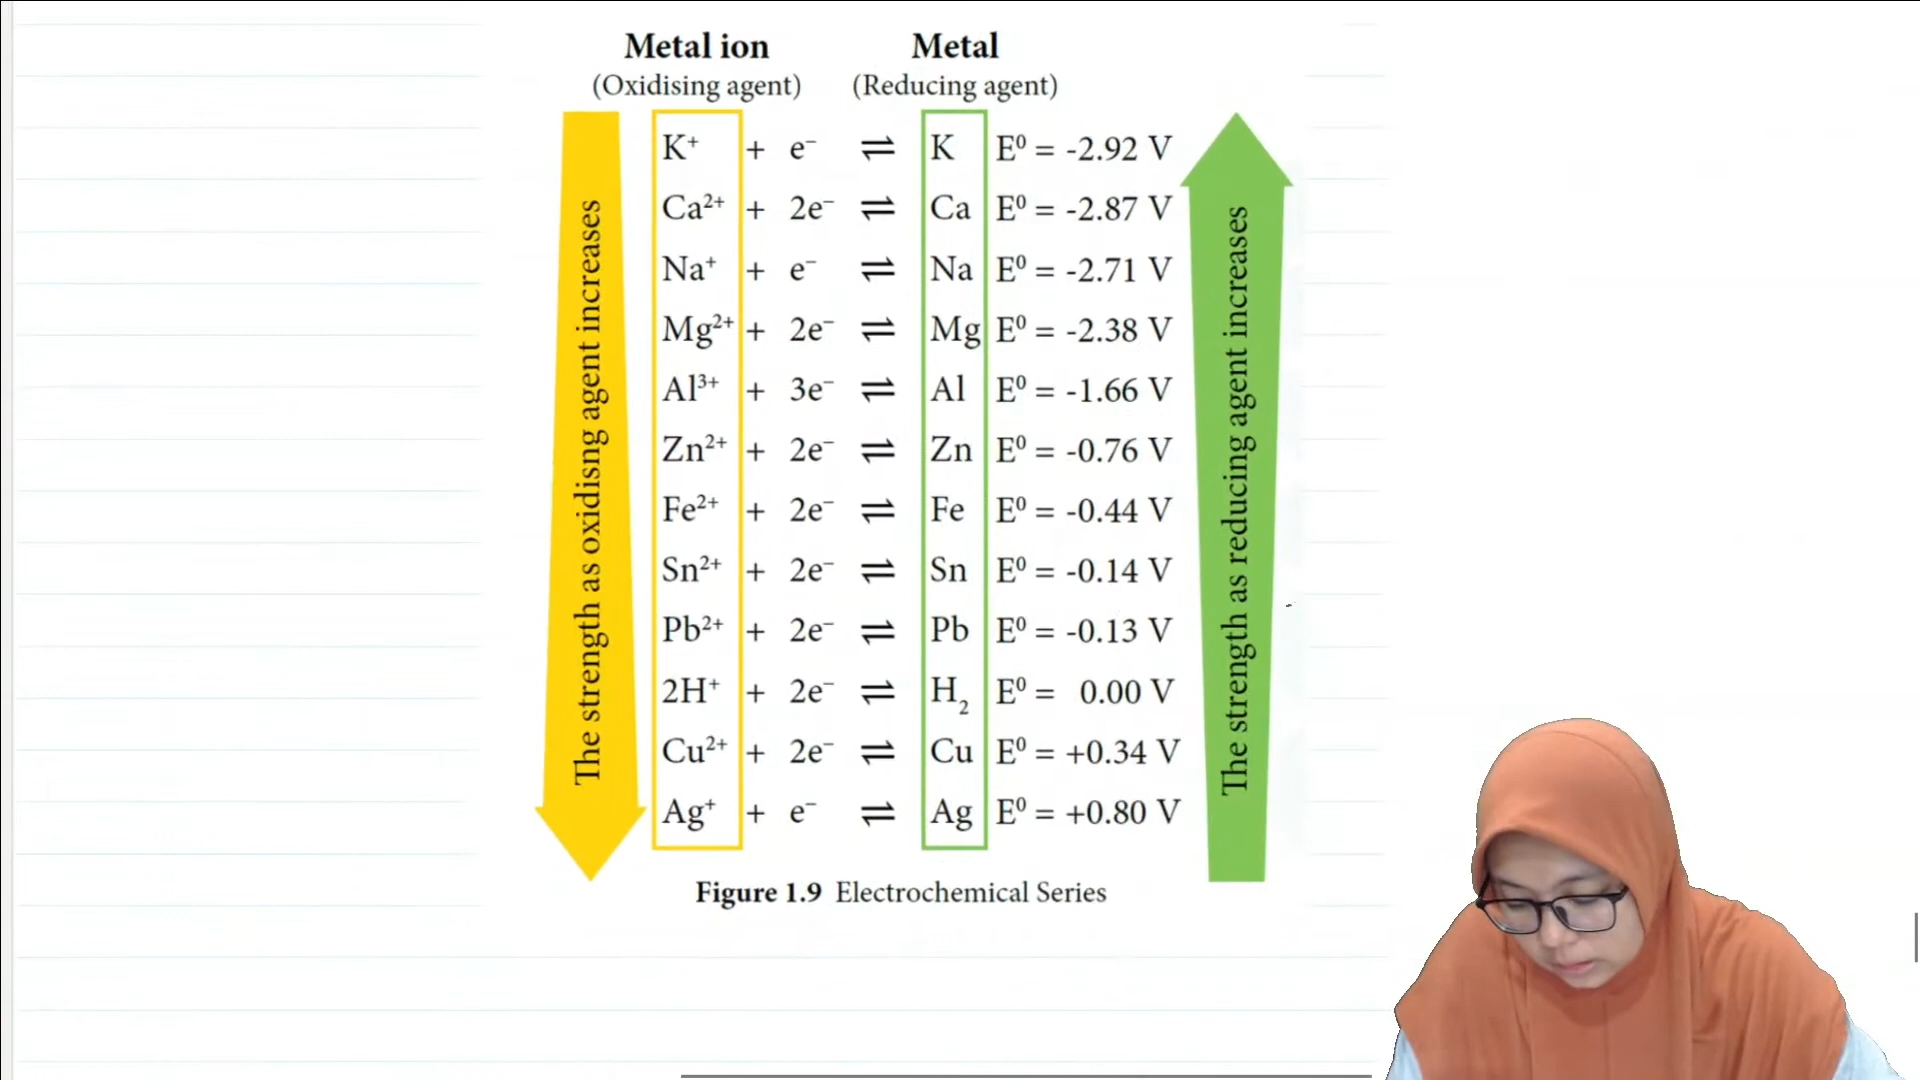 Metal ion Metal
(Oxidising agent) (Reducing agent)
K⁺ + e⁻ ⇌ K E⁰ = -2.92 V
Ca²⁺ + 2e⁻ ⇌ Ca E⁰ = -2.87 V
Na⁺ + e⁻ ⇌ Na E⁰ = -2.71 V
Mg²⁺ + 2e⁻ ⇌ Mg E⁰ = -2.38 V
Al³⁺ + 3e⁻ ⇌ Al E⁰ = -1.66 V
Zn²⁺ + 2e⁻ ⇌ Zn E⁰ = -0.76 V
Fe²⁺ + 2e⁻ ⇌ Fe E⁰ = -0.44 V
Sn²⁺ + 2e⁻ ⇌ Sn E⁰ = -0.14 V
Pb²⁺ + 2e⁻ ⇌ Pb E⁰ = -0.13 V
2H⁺ + 2e⁻ ⇌ H₂ E⁰ = 0.00 V
Cu²⁺ + 2e⁻ ⇌ Cu E⁰ = +0.34 V
Ag⁺ + e⁻ ⇌ Ag E⁰ = +0.80 V
The strength as oxidisng agent increases
The strength as reducing agent increases
Figure 1.9 Electrochemical Series